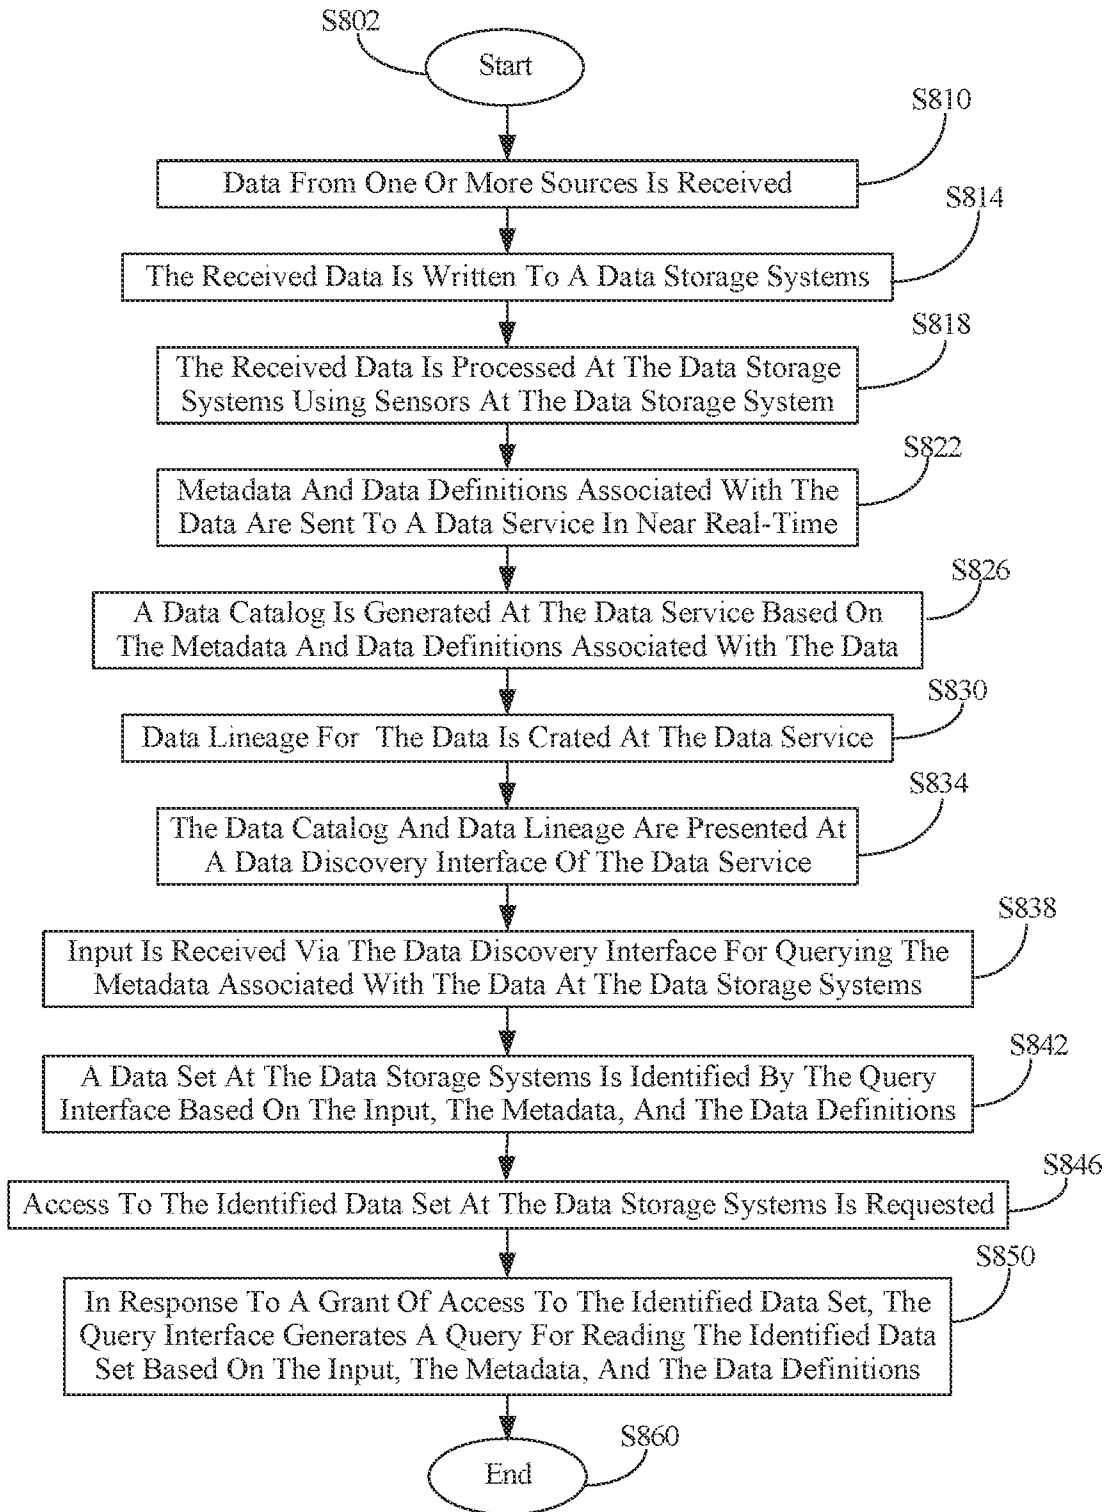 S802
Start
S810
Data From One Or More Sources Is Received
S814
The Received Data Is Written To A Data Storage Systems
S818
The Received Data Is Processed At The Data Storage
Systems Using Sensors At The Data Storage System
S822
Metadata And Data Definitions Associated With The
Data Are Sent To A Data Service In Near Real-Time
S826
A Data Catalog Is Generated At The Data Service Based On
The Metadata And Data Definitions Associated With The Data
S830
Data Lineage For The Data Is Crated At The Data Service
S834
The Data Catalog And Data Lineage Are Presented At
A Data Discovery Interface Of The Data Service
S838
Input Is Received Via The Data Discovery Interface For Querying The
Metadata Associated With The Data At The Data Storage Systems
S842
A Data Set At The Data Storage Systems Is Identified By The Query
Interface Based On The Input, The Metadata, And The Data Definitions
S846
Access To The Identified Data Set At The Data Storage Systems Is Requested
S850
In Response To A Grant Of Access To The Identified Data Set, The
Query Interface Generates A Query For Reading The Identified Data
Set Based On The Input, The Metadata, And The Data Definitions
S860
End